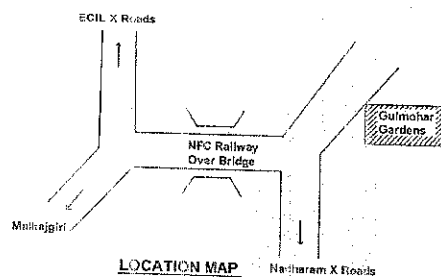 ECIL X Roads
Gulmohar
Gardens
NFC Railway
Over Bridge
Malkajgiri
Nacharam X Roads
LOCATION MAP